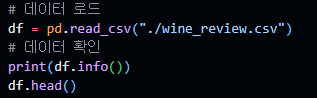 # 데이터 로드
df = pd.read_csv("./wine_review.csv")
# 데이터 확인
print(df.info())
df.head()